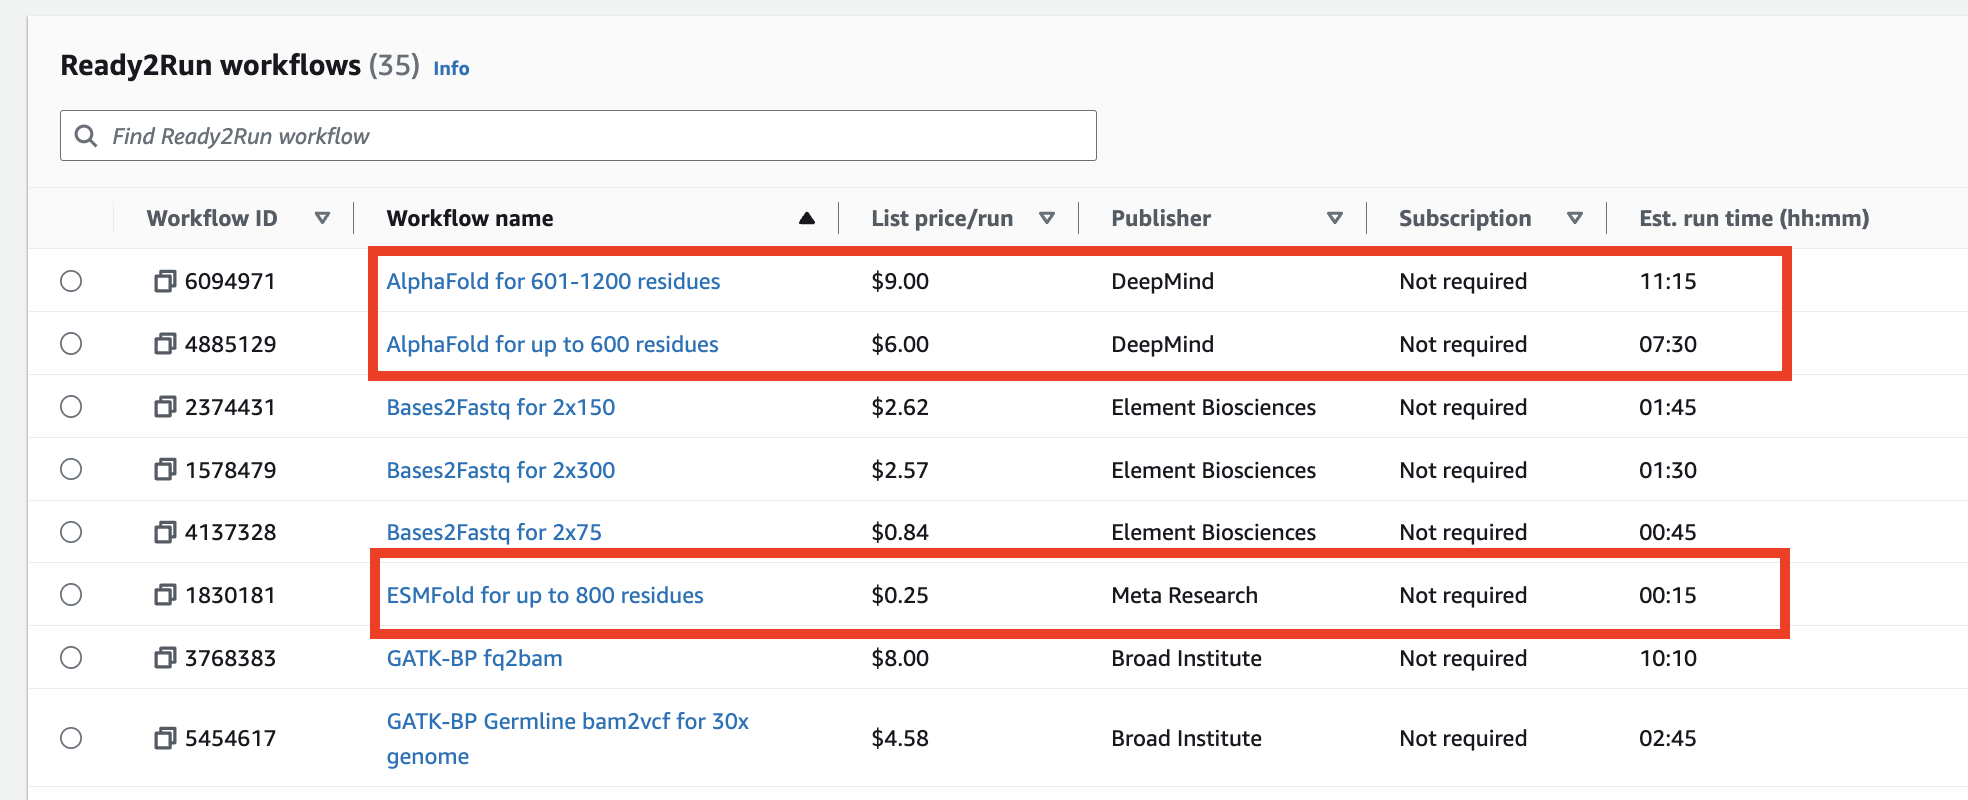 Ready2Run workflows (35) Info
Find Ready2Run workflow
Workflow ID Workflow name List price/run Publisher Subscription Est. run time (hh:mm)
6094971 AlphaFold for 601-1200 residues $9.00 DeepMind Not required 11:15
4885129 AlphaFold for up to 600 residues $6.00 DeepMind Not required 07:30
2374431 Bases2Fastq for 2x150 $2.62 Element Biosciences Not required 01:45
1578479 Bases2Fastq for 2x300 $2.57 Element Biosciences Not required 01:30
4137328 Bases2Fastq for 2x75 $0.84 Element Biosciences Not required 00:45
1830181 ESMFold for up to 800 residues $0.25 Meta Research Not required 00:15
3768383 GATK-BP fq2bam $8.00 Broad Institute Not required 10:10
GATK-BP Germline bam2vcf for 30x
5454617 genome $4.58 Broad Institute Not required 02:45